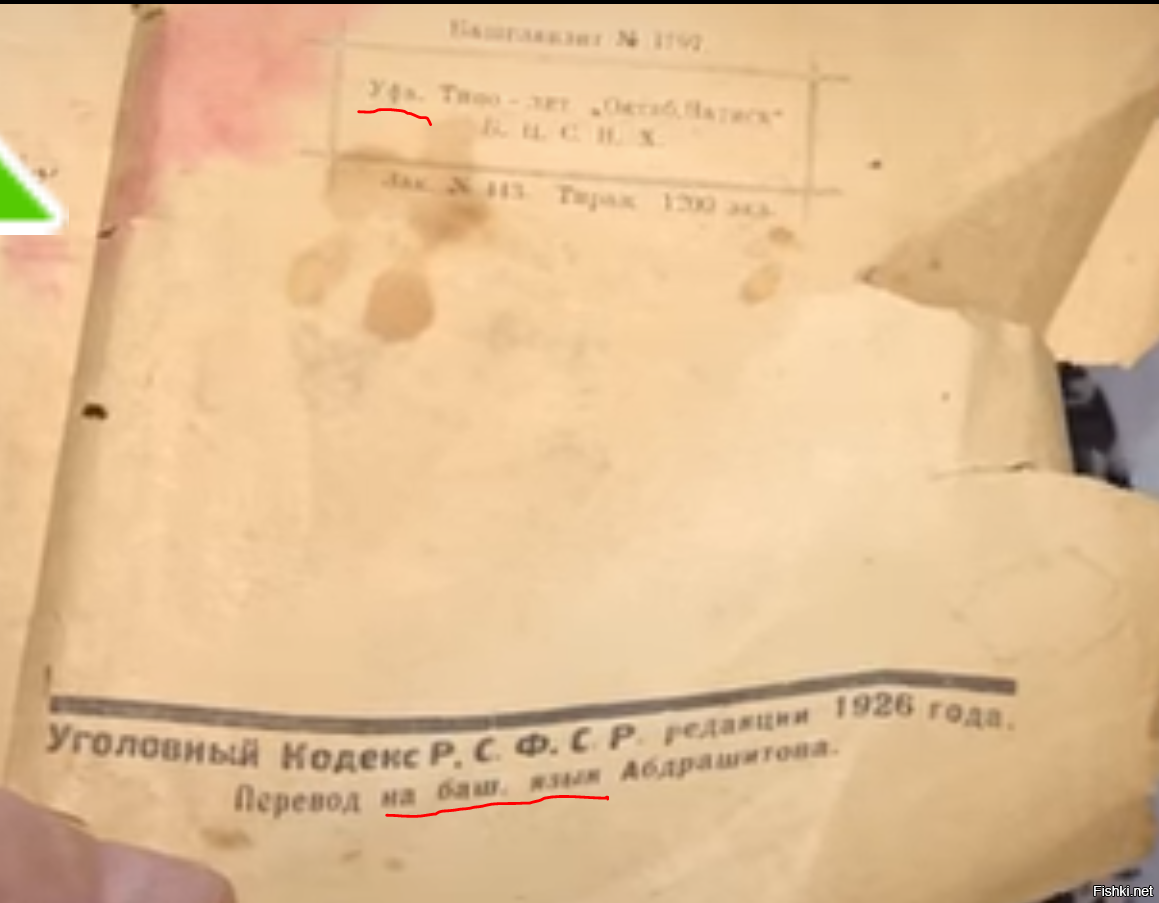 Башглавлит № 1797
Уфа. Типо-лит. „Октяб. Натиск“
Б. Ц. С. Н. Х.
Зак. № 443. Тираж 1200 экз.
Уголовный Кодекс Р. С. Ф. С. Р. редакции 1926 года.
Перевод на баш. язык Абдрашитова.
Fishki.net